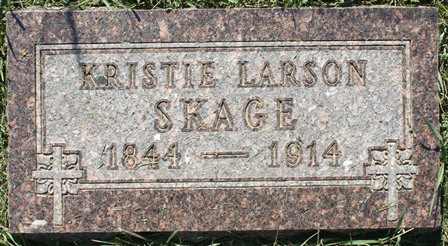 KRISTIE LARSON
SKAGE
1844 — 1914